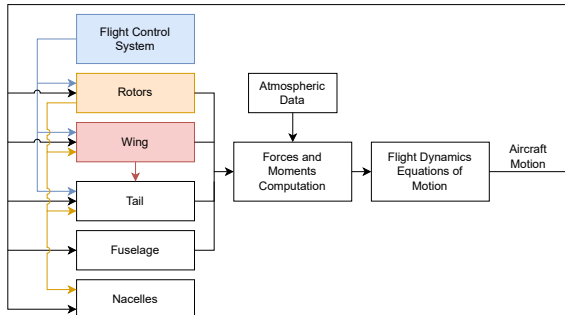 Flight Control
System
Rotors
Wing
Tail
Fuselage
Nacelles
Atmospheric
Data
Forces and
Moments
Computation
Flight Dynamics
Equations of
Motion
Aircraft
Motion